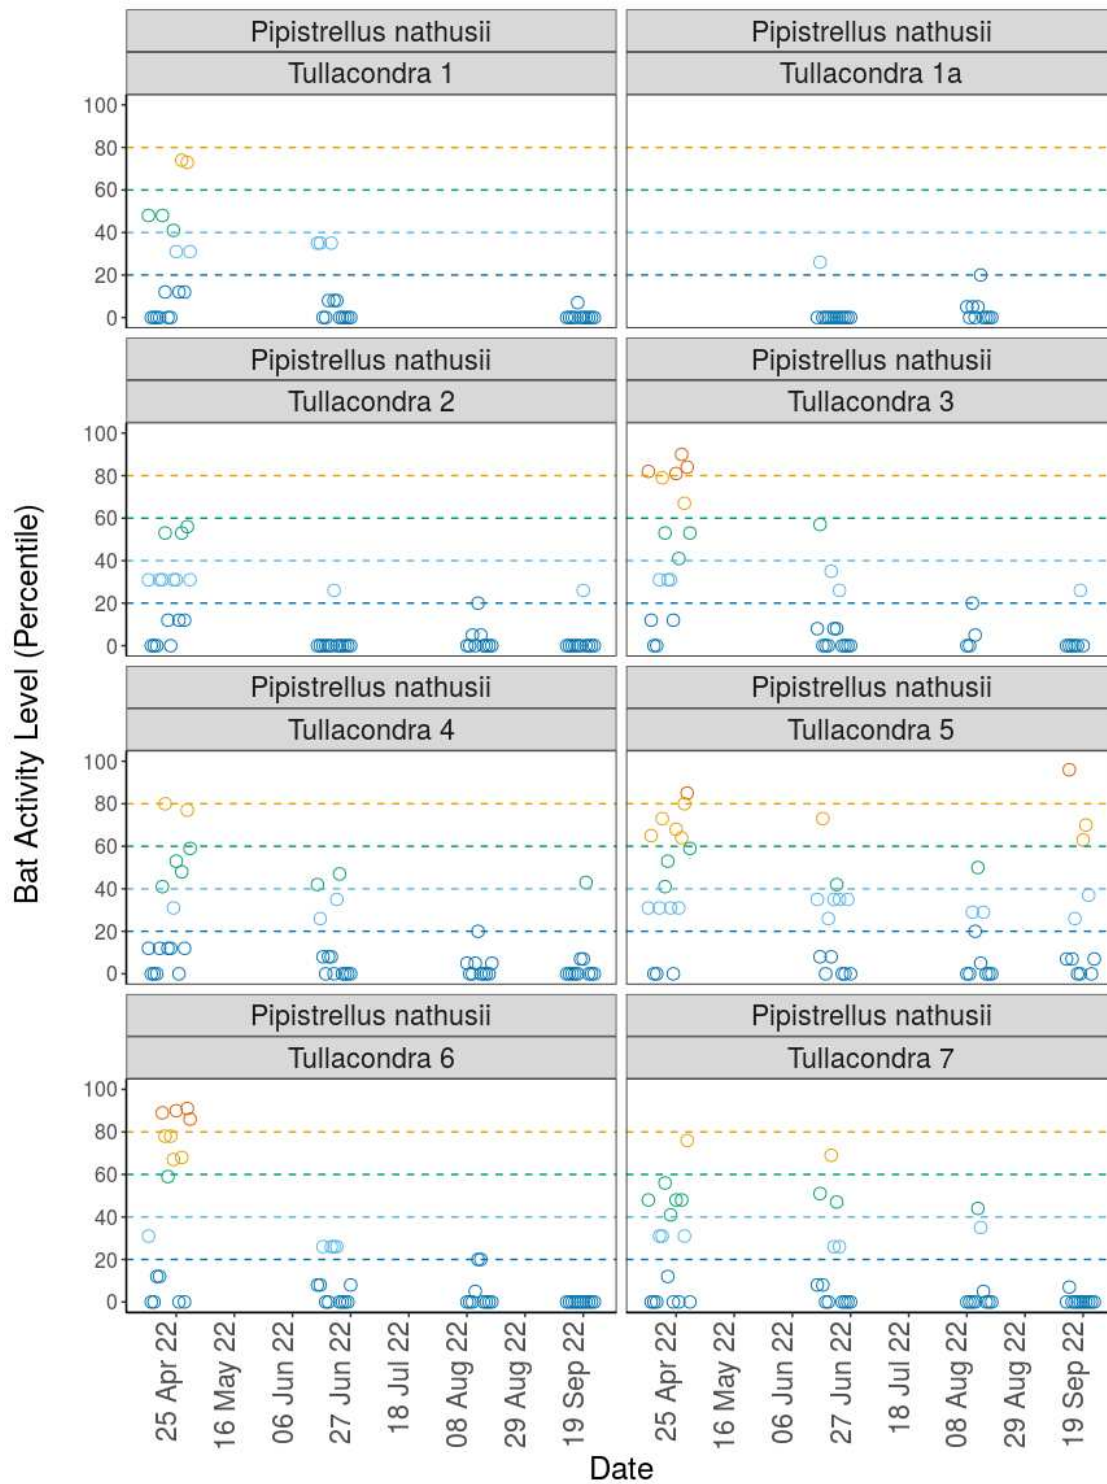 Pipistrellus nathusii Pipistrellus nathusii
Tullacondra 1 Tullacondra 1a
100
80
60
40
20
0
Pipistrellus nathusii Pipistrellus nathusii
Tullacondra 2 Tullacondra 3
100
80
60
40
20
0
Pipistrellus nathusii Pipistrellus nathusii
Tullacondra 4 Tullacondra 5
100
80
60
40
20
0
Pipistrellus nathusii Pipistrellus nathusii
Tullacondra 6 Tullacondra 7
100
80
60
40
20
0
Bat Activity Level (Percentile)
25 Apr 22
16 May 22
06 Jun 22
27 Jun 22
18 Jul 22
08 Aug 22
29 Aug 22
19 Sep 22
25 Apr 22
16 May 22
06 Jun 22
27 Jun 22
18 Jul 22
08 Aug 22
29 Aug 22
19 Sep 22
Date